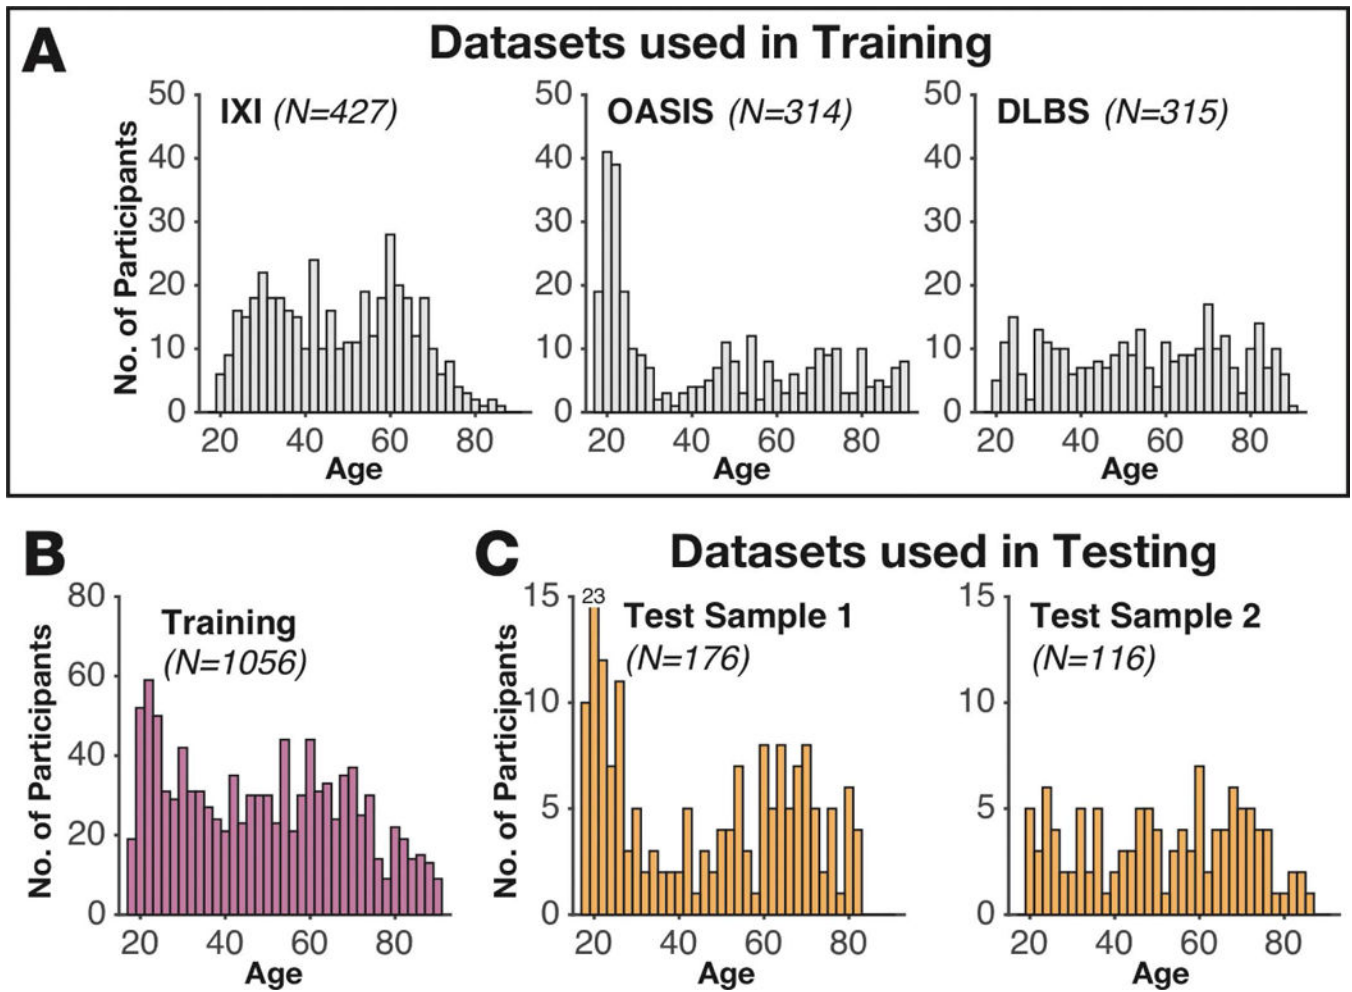 A
Datasets used in Training
No. of Participants
50
40
30
20
10
0
IXI (N=427)
20 40 60 80
Age
50
40
30
20
10
0
OASIS (N=314)
20 40 60 80
Age
50
40
30
20
10
0
DLBS (N=315)
20 40 60 80
Age
B
No. of Participants
80
60
40
20
0
Training
(N=1056)
20 40 60 80
Age
C
Datasets used in Testing
No. of Participants
15
10
5
0
23
Test Sample 1
(N=176)
20 40 60 80
Age
15
10
5
0
Test Sample 2
(N=116)
20 40 60 80
Age